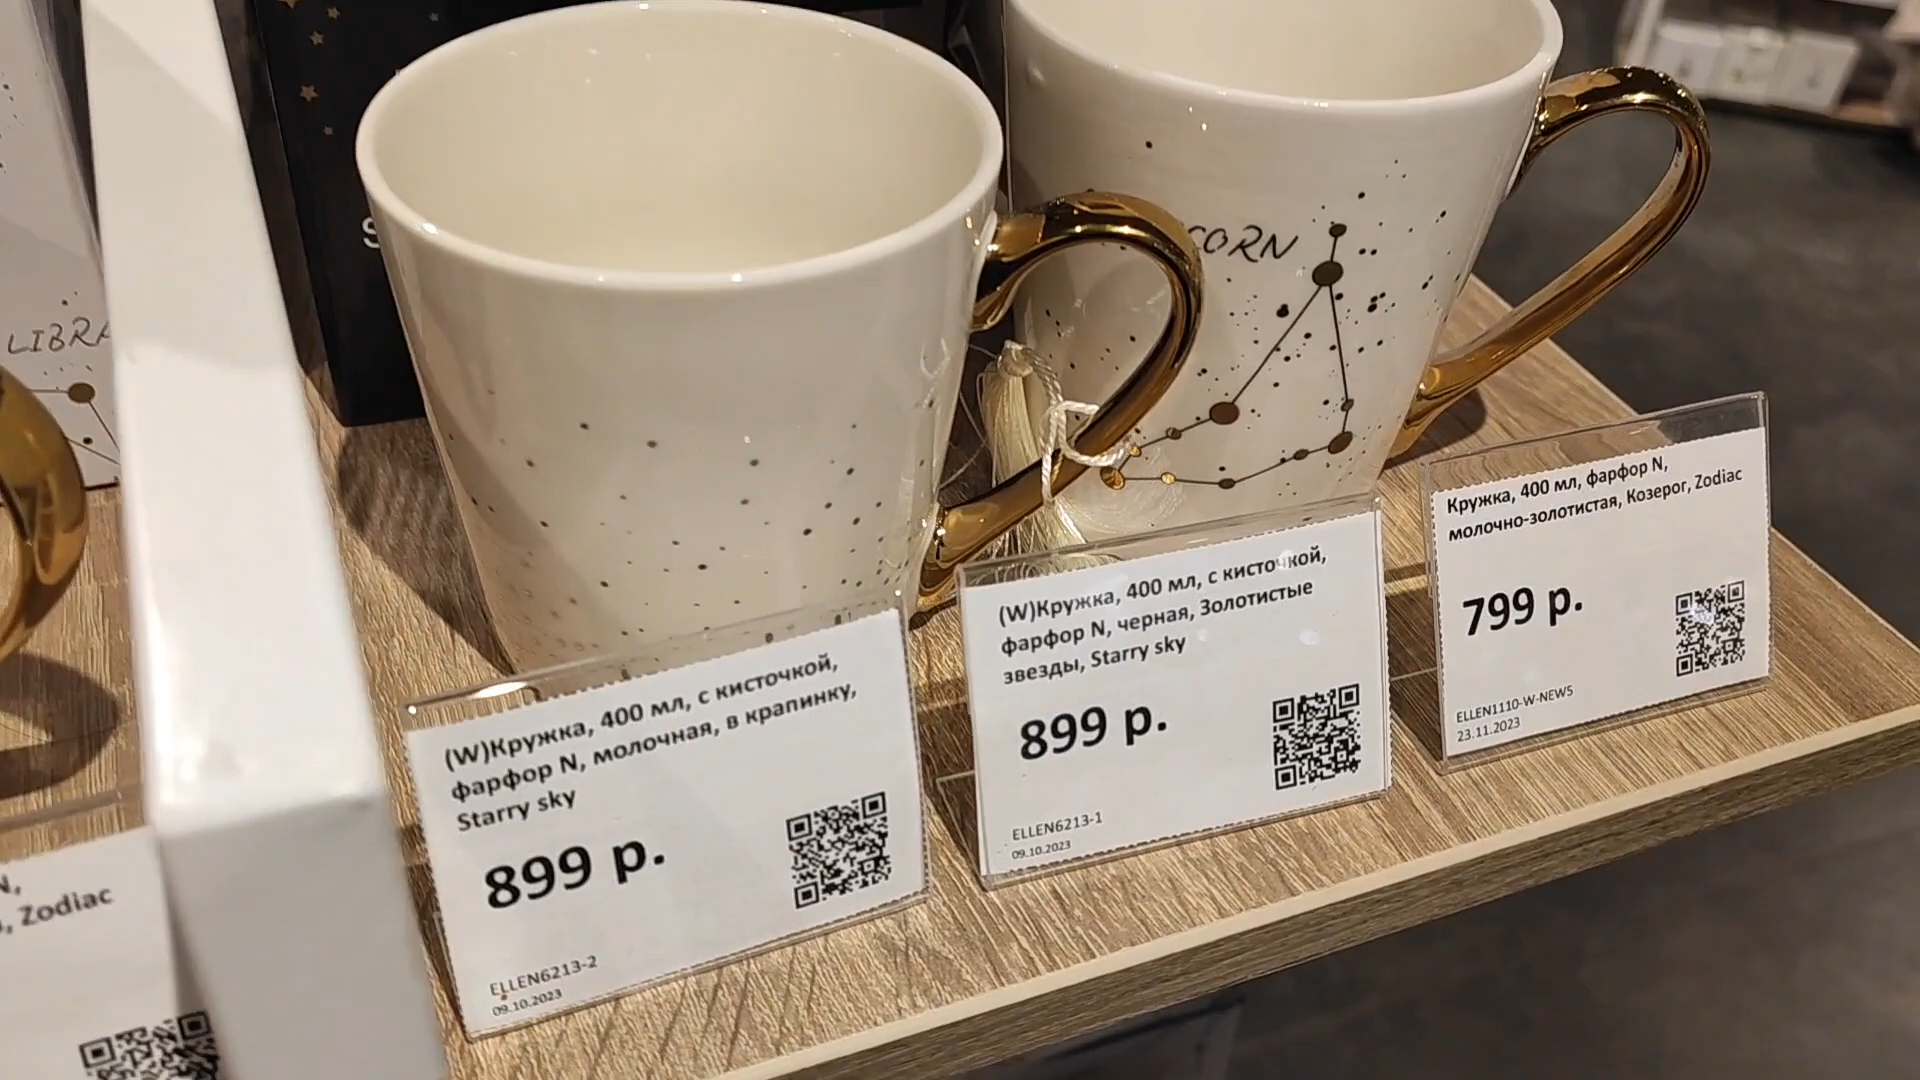 LIBRA
CORN
(W)Кружка, 400 мл, с кисточкой,
фарфор N, молочная, в крапинку,
Starry sky
899 р.
ELLEN6213-2
09.10.2023
(W)Кружка, 400 мл, с кисточкой,
фарфор N, черная, Золотистые
звезды, Starry sky
899 р.
ELLEN6213-1
09.10.2023
Кружка, 400 мл, фарфор N,
молочно-золотистая, Козерог, Zodiac
799 р.
ELLEN1110-W-NEW5
23.11.2023
N,
, Zodiac